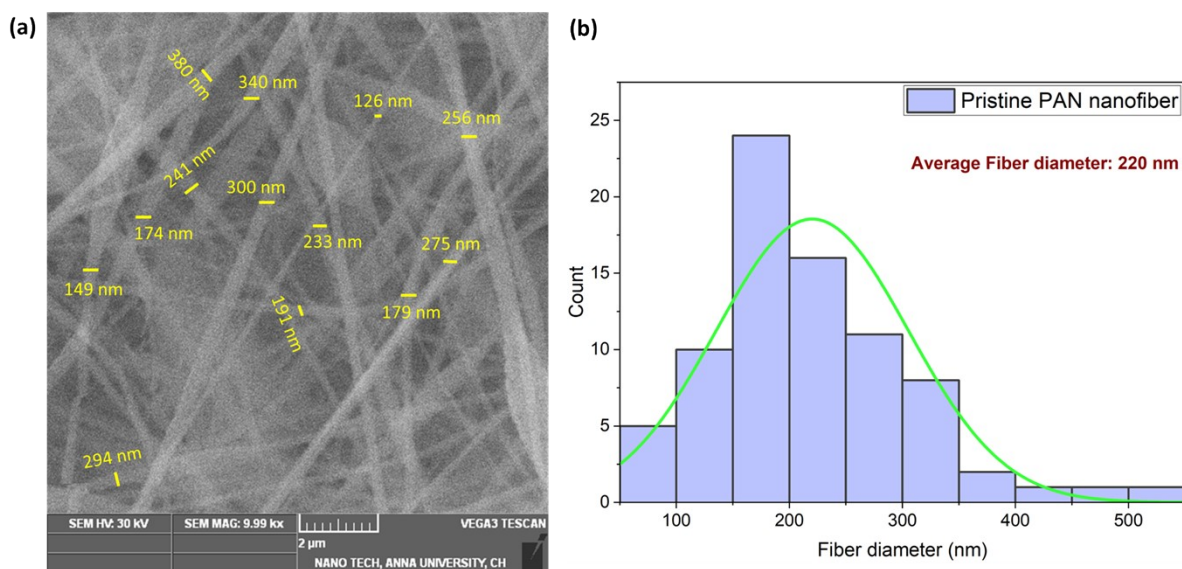 (a)
380 nm
340 nm
126 nm
256 nm
241 nm
300 nm
174 nm
233 nm
275 nm
149 nm
191 nm
179 nm
294 nm
SEM HV: 30 kV
SEM MAG: 9.99 kx
VEGA3 TESCAN
2 µm
NANO TECH, ANNA UNIVERSITY, CH
(b)
Pristine PAN nanofiber
Average Fiber diameter: 220 nm
25
20
15
10
5
0
Count
100 200 300 400 500
Fiber diameter (nm)